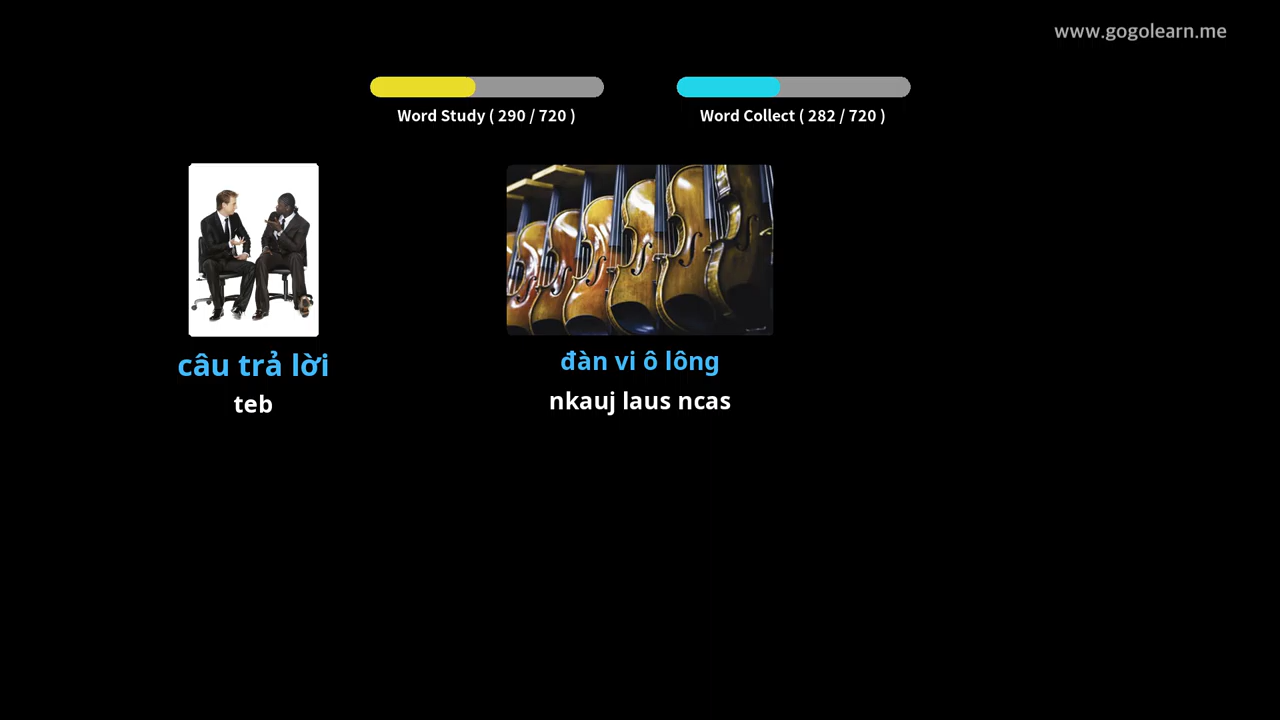 www.gogolearn.me
Word Study ( 290 / 720 )
Word Collect ( 282 / 720 )
câu trả lời
teb
đàn vi ô lông
nkauj laus ncas